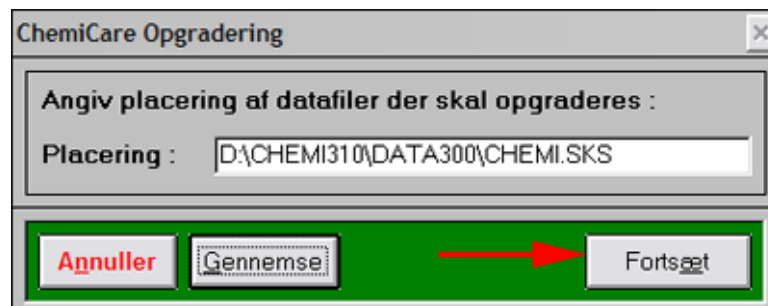 ChemiCare Opgradering
Angiv placering af datafiler der skal opgraderes :
Placering : D:\CHEMI310\DATA300\CHEMI.SKS
Annuller Gennemse Fortsæt